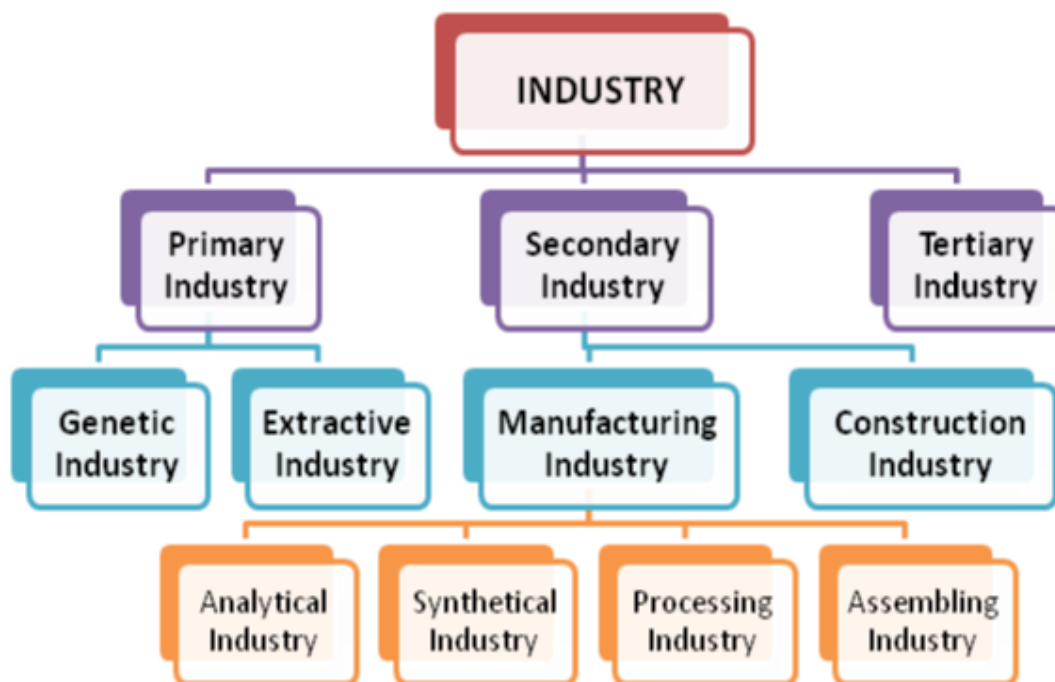 INDUSTRY
Primary
Industry
Secondary
Industry
Tertiary
Industry
Genetic
Industry
Extractive
Industry
Manufacturing
Industry
Construction
Industry
Analytical
Industry
Synthetical
Industry
Processing
Industry
Assembling
Industry